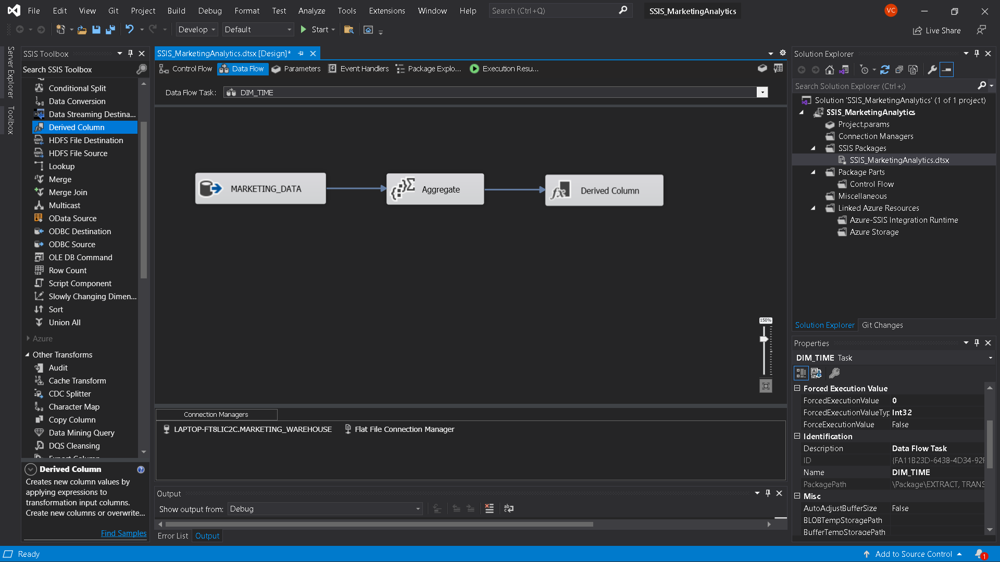 File Edit View Git Project Build Debug Format Test Analyze Tools Extensions Window Help Search (Ctrl+Q) SSIS_MarketingAnalytics VC
Develop Default Start Live Share
Server Explorer
Toolbox
SSIS Toolbox
Search SSIS Toolbox
Conditional Split
Data Conversion
Data Streaming Destina...
Derived Column
HDFS File Destination
HDFS File Source
Lookup
Merge
Merge Join
Multicast
OData Source
ODBC Destination
ODBC Source
OLE DB Command
Row Count
Script Component
Slowly Changing Dimen...
Sort
Union All
Azure
Other Transforms
Audit
Cache Transform
CDC Splitter
Character Map
Copy Column
Data Mining Query
DQS Cleansing
Export Column
Derived Column
Creates new column values by
applying expressions to
transformation input columns.
Create new columns or overwrite...
Find Samples
SSIS_MarketingAnalytics.dtsx [Design]*
Control Flow Data Flow Parameters Event Handlers Package Explo... Execution Resu...
Data Flow Task: DIM_TIME
MARKETING_DATA
Aggregate
Derived Column
150%
Connection Managers
LAPTOP-FT8LIC2C.MARKETING_WAREHOUSE Flat File Connection Manager
Output
Show output from: Debug
Error List Output
Solution Explorer
Search Solution Explorer (Ctrl+;)
Solution 'SSIS_MarketingAnalytics' (1 of 1 project)
SSIS_MarketingAnalytics
Project.params
Connection Managers
SSIS Packages
SSIS_MarketingAnalytics.dtsx
Package Parts
Control Flow
Miscellaneous
Linked Azure Resources
Azure-SSIS Integration Runtime
Azure Storage
Solution Explorer Git Changes
Properties
DIM_TIME Task
Forced Execution Value
ForcedExecutionValue 0
ForcedExecutionValueTyp Int32
ForceExecutionValue False
Identification
Description Data Flow Task
ID {FA11B23D-6438-4D34-92F
Name DIM_TIME
PackagePath \Package\EXTRACT, TRANS
Misc
AutoAdjustBufferSize False
BLOBTempStoragePath
BufferTempStoragePath
Ready Add to Source Control 1